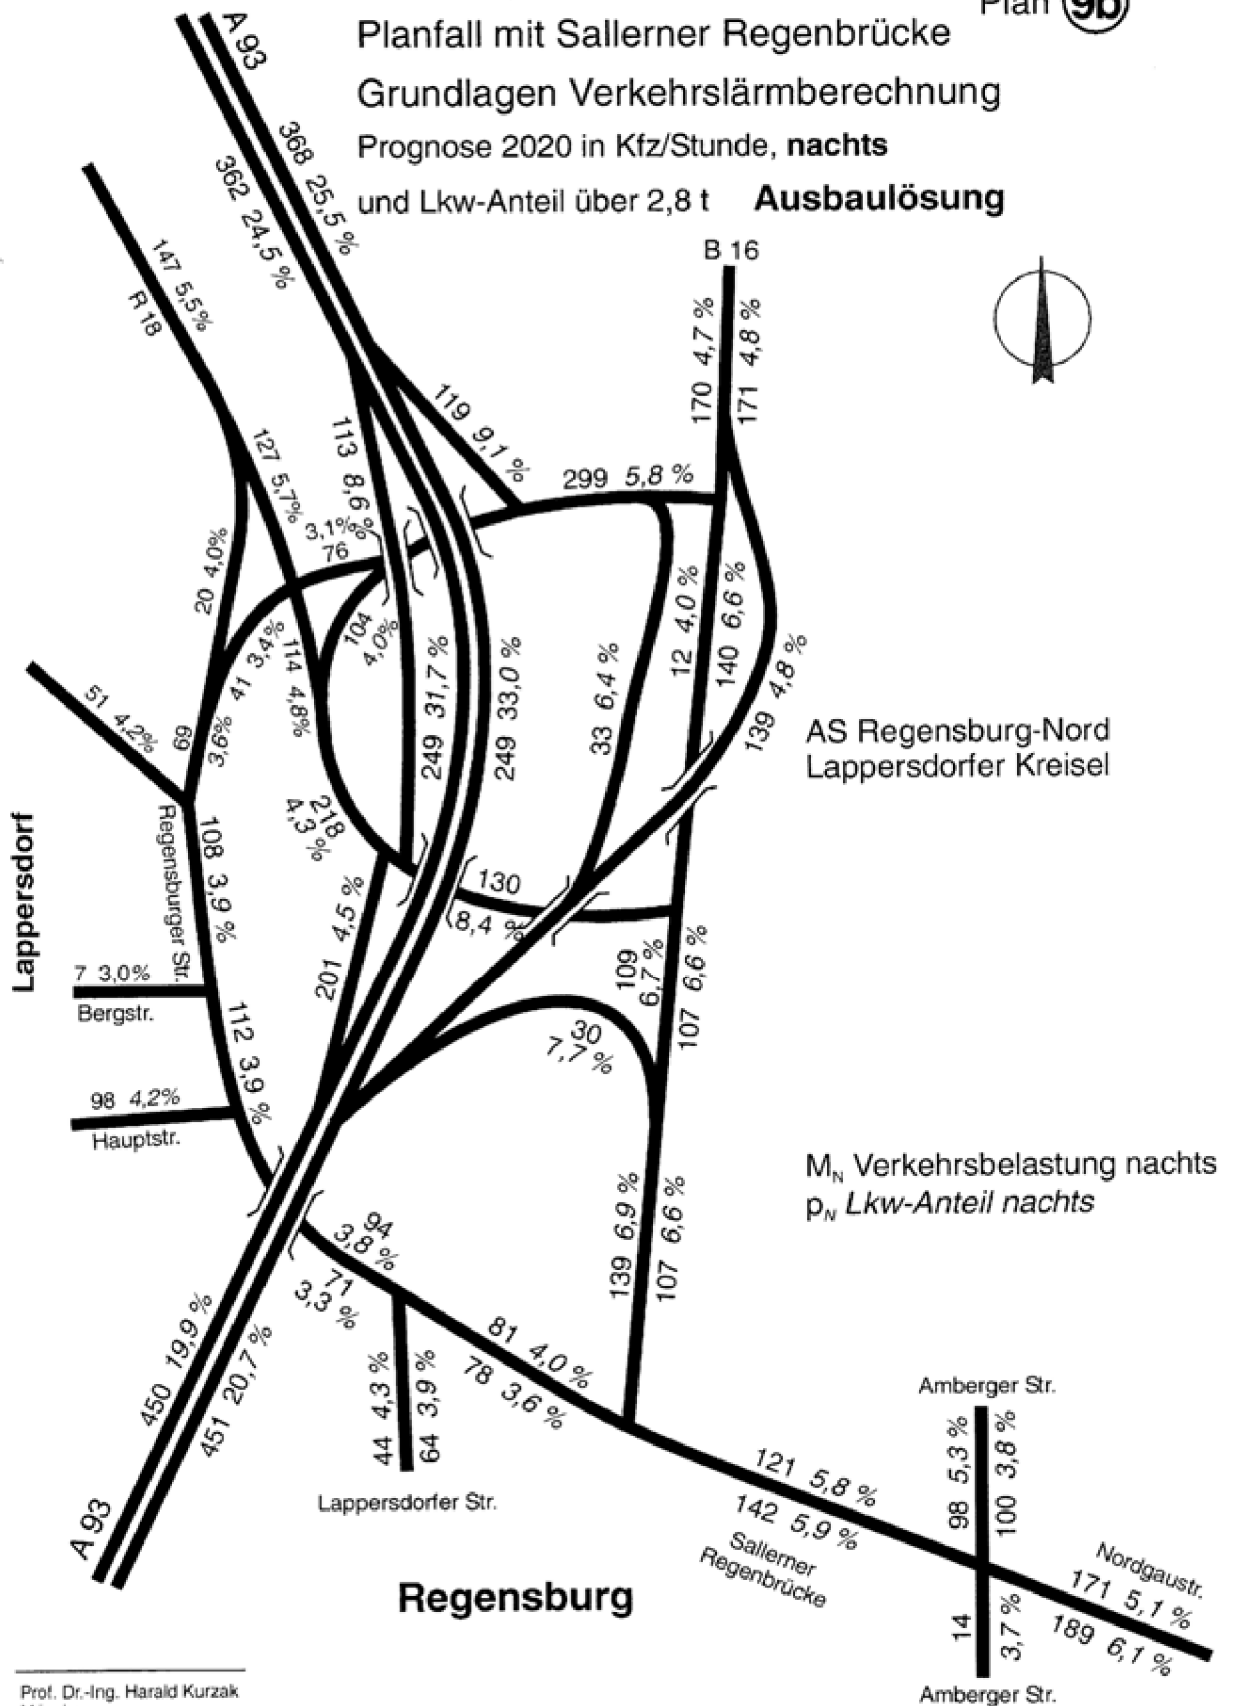 Plan 9b
Planfall mit Sallerner Regenbrücke
Grundlagen Verkehrslärmberechnung
Prognose 2020 in Kfz/Stunde, nachts
und Lkw-Anteil über 2,8 t Ausbaulösung
A 93
368 25,5 %
362 24,5 %
B 16
147 5,5%
R 18
170 4,7 %
171 4,8 %
119 9,1 %
113 8,6 %
127 5,7%
299 5,8 %
3,1%
76
20 4,0%
104
4,0%
41 3,4%
114 4,8%
249 31,7 %
249 33,0 %
33 6,4 %
12 4,0 %
140 6,6 %
139 4,8 %
51 4,2%
69
3,6%
AS Regensburg-Nord
Lappersdorfer Kreisel
218
4,3 %
Lappersdorf
Regensburger Str.
108 3,9 %
130
8,4 %
201 4,5 %
109
6,7 %
107 6,6 %
7 3,0%
Bergstr.
112 3,9 %
30
7,7 %
98 4,2%
Hauptstr.
M_N Verkehrsbelastung nachts
p_N Lkw-Anteil nachts
94
3,8 %
71
3,3 %
139 6,9 %
107 6,6 %
450 19,9 %
451 20,7 %
81 4,0 %
78 3,6 %
44 4,3 %
64 3,9 %
Lappersdorfer Str.
Amberger Str.
98 5,3 %
100 3,8 %
121 5,8 %
142 5,9 %
Sallerner
Regenbrücke
A 93
Nordgaustr.
171 5,1 %
189 6,1 %
Regensburg
14
3,7 %
Amberger Str.
Prof. Dr.-Ing. Harald Kurzak